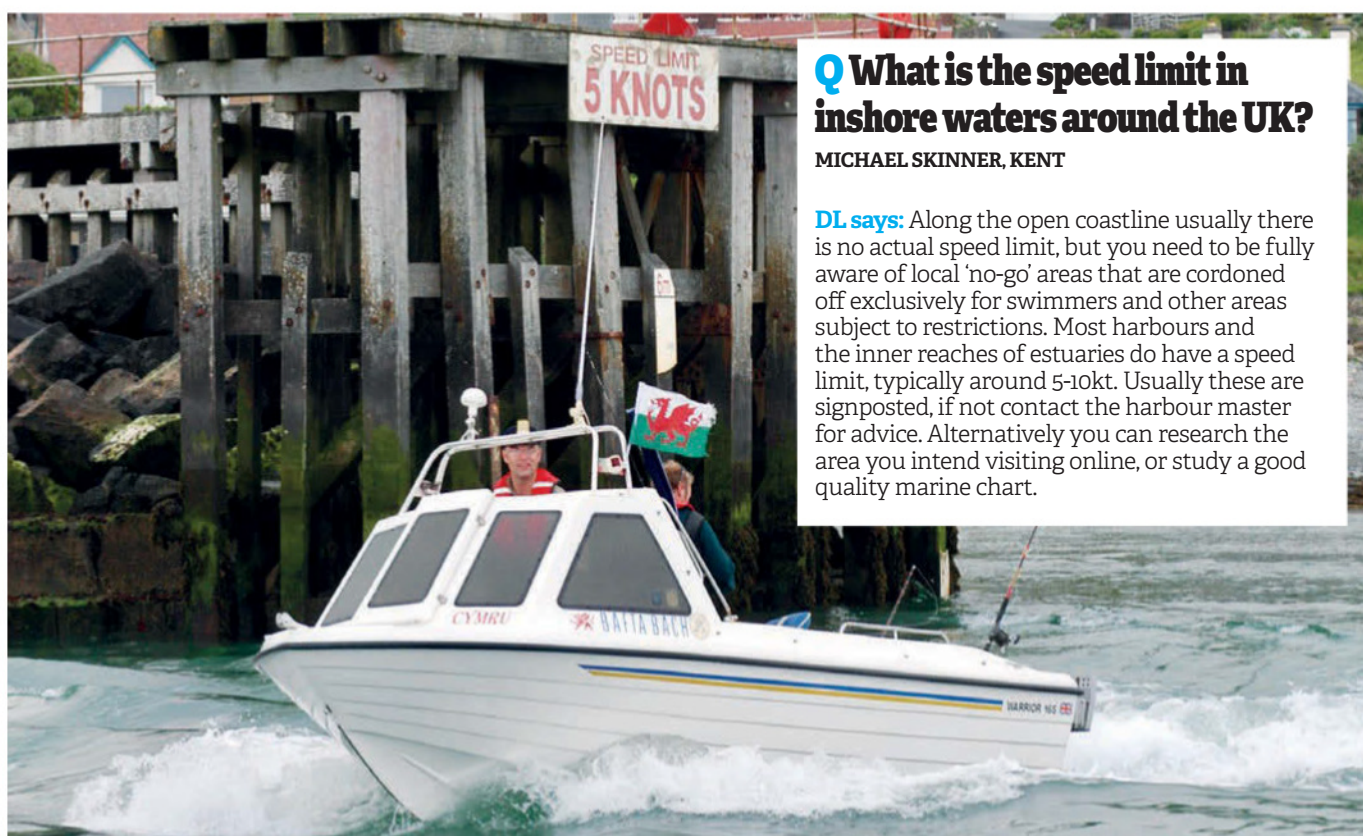 SPEED LIMIT
5 KNOTS
Q What is the speed limit in
inshore waters around the UK?
MICHAEL SKINNER, KENT
DL says: Along the open coastline usually there
is no actual speed limit, but you need to be fully
aware of local ‘no-go’ areas that are cordoned
off exclusively for swimmers and other areas
subject to restrictions. Most harbours and
the inner reaches of estuaries do have a speed
limit, typically around 5-10kt. Usually these are
signposted, if not contact the harbour master
for advice. Alternatively you can research the
area you intend visiting online, or study a good
quality marine chart.
CYMRU
BAFTA BACH
WARRIOR 165